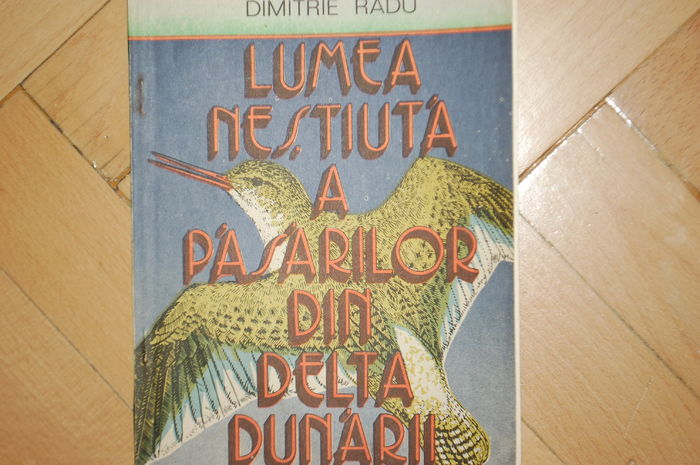 DIMITRIE RADU
LUMEA
NEȘTIUTĂ
A
PĂSĂRILOR
DIN
DELTA
DUNĂRII